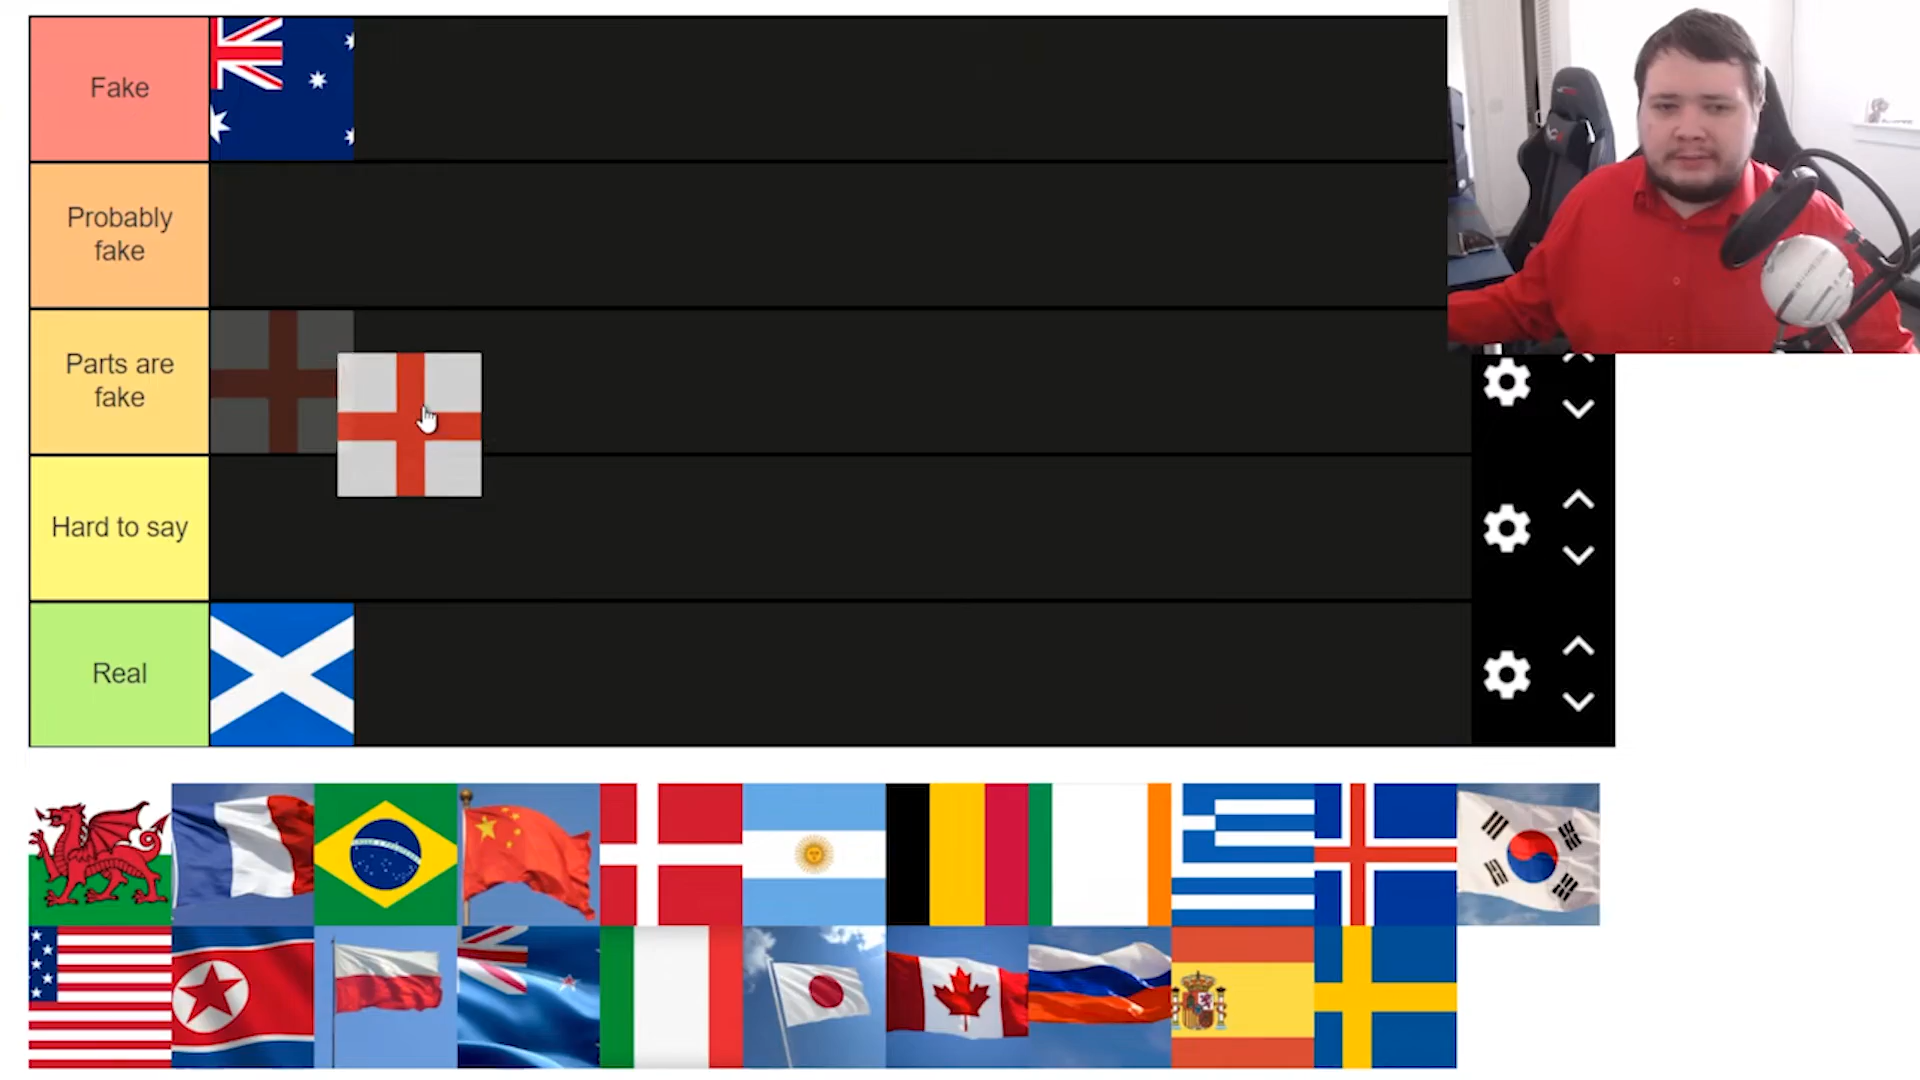 Fake
Probably
fake
Parts are
fake
Hard to say
Real